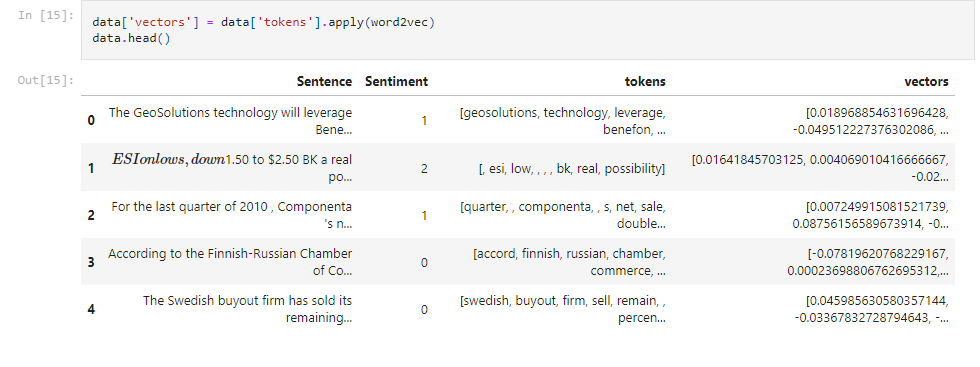 In [15]:
data['vectors'] = data['tokens'].apply(word2vec)
data.head()
Out[15]:
Sentence Sentiment tokens vectors
0 The GeoSolutions technology will leverage Bene... 1 [geosolutions, technology, leverage, benefon, ... [0.018968854631696428, -0.049512227376302086, ...
1 ESIonlows,down1.50 to $2.50 BK a real po... 2 [, esi, low, , , , bk, real, possibility] [0.01641845703125, 0.004069010416666667, -0.02...
2 For the last quarter of 2010 , Componenta 's n... 1 [quarter, , componenta, , s, net, sale, double... [0.007249915081521739, 0.08756156589673914, -0...
3 According to the Finnish-Russian Chamber of Co... 0 [accord, finnish, russian, chamber, commerce, ... [-0.07819620768229167, 0.00023698806762695312,...
4 The Swedish buyout firm has sold its remaining... 0 [swedish, buyout, firm, sell, remain, , percen... [0.045985630580357144, -0.03367832728794643, -...